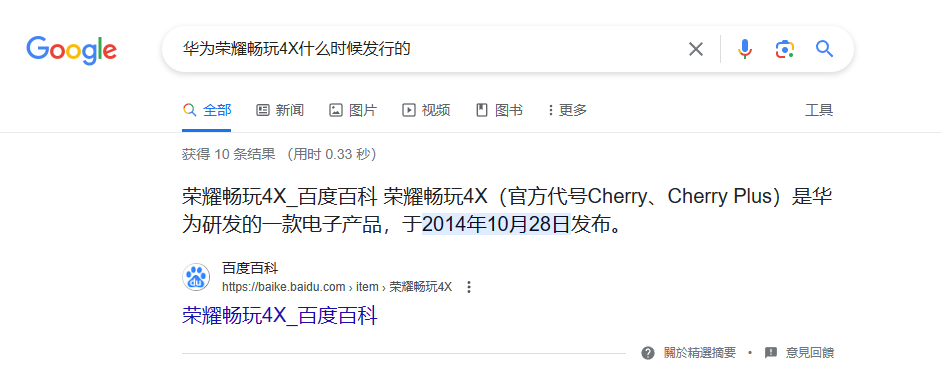 Google
华为荣耀畅玩4X什么时候发行的
全部 新闻 图片 视频 图书 更多 工具
获得 10 条结果 （用时 0.33 秒）
荣耀畅玩4X_百度百科 荣耀畅玩4X（官方代号Cherry、Cherry Plus）是华
为研发的一款电子产品，于2014年10月28日发布。
du
百度百科
https://baike.baidu.com › item › 荣耀畅玩4X
荣耀畅玩4X_百度百科
關於精選摘要 • 意見回饋